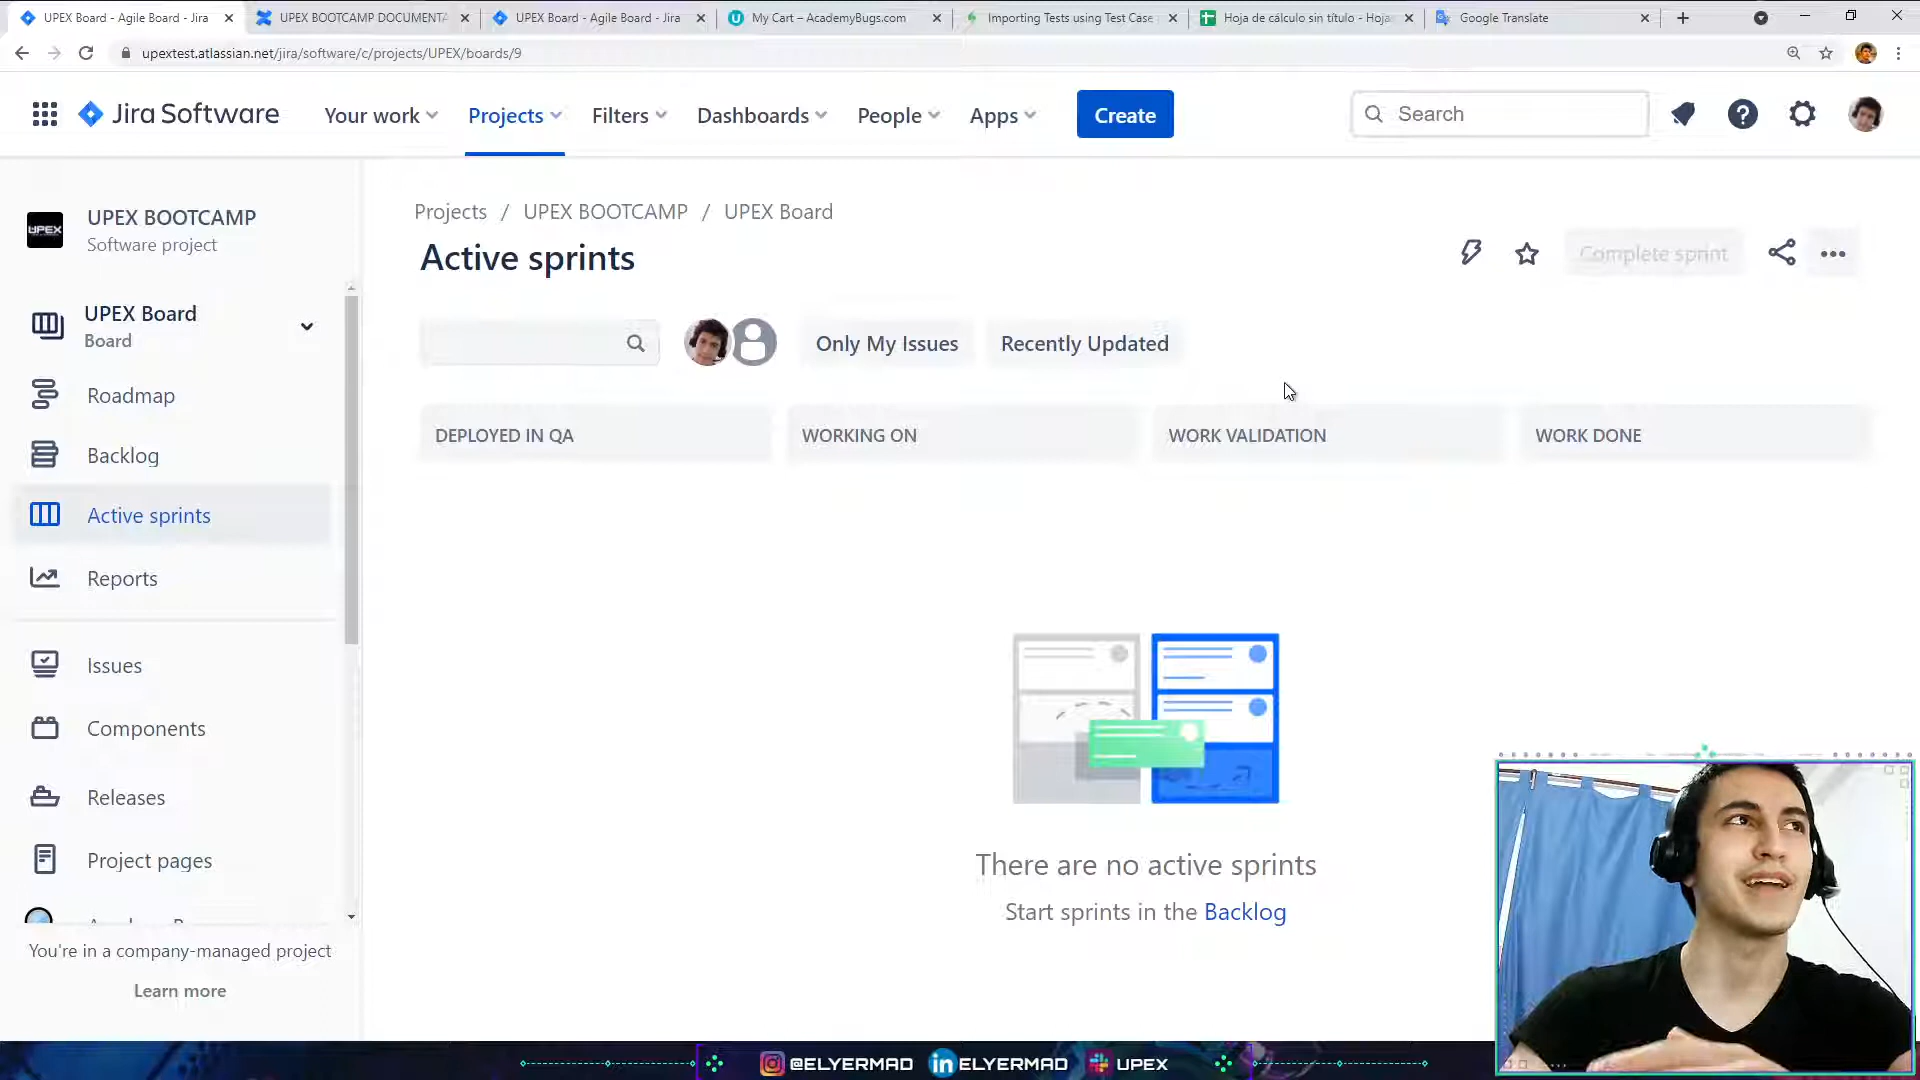 UPEX Board - Agile Board - Jira
UPEX BOOTCAMP DOCUMENTA
UPEX Board - Agile Board - Jira
My Cart – AcademyBugs.com
Importing Tests using Test Case
Hoja de cálculo sin título - Hoja
Google Translate
upextest.atlassian.net/jira/software/c/projects/UPEX/boards/9
Jira Software
Your work
Projects
Filters
Dashboards
People
Apps
Create
Search
UPEX
UPEX BOOTCAMP
Software project
UPEX Board
Board
Roadmap
Backlog
Active sprints
Reports
Issues
Components
Releases
Project pages
You're in a company-managed project
Learn more
Projects / UPEX BOOTCAMP / UPEX Board
Active sprints
Complete sprint
Only My Issues
Recently Updated
DEPLOYED IN QA
WORKING ON
WORK VALIDATION
WORK DONE
There are no active sprints
Start sprints in the Backlog
@ELYERMAD
in ELYERMAD
UPEX